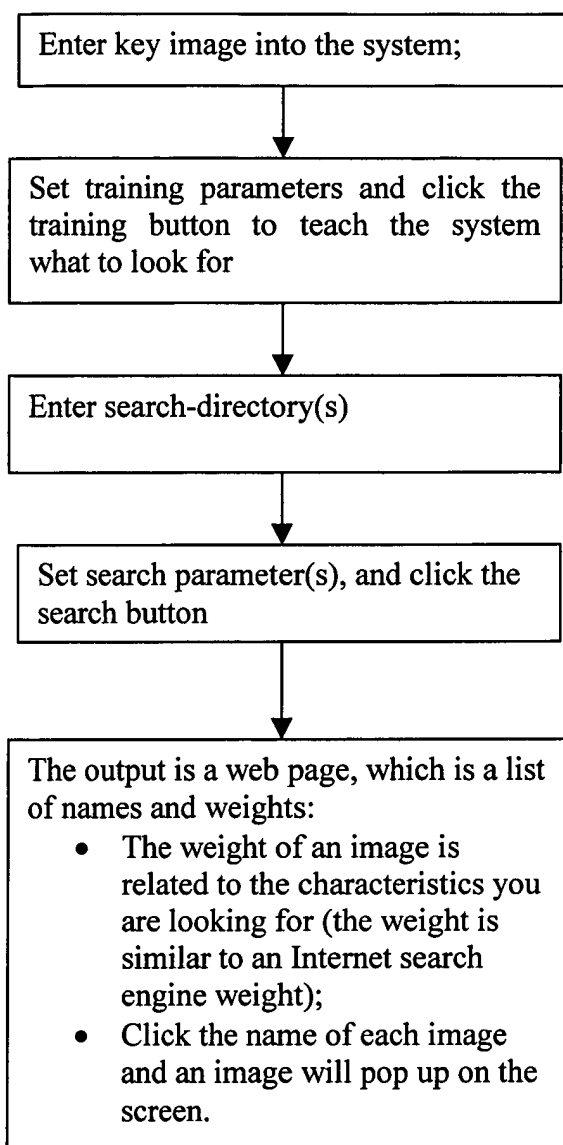 Enter key image into the system;
Set training parameters and click the
training button to teach the system
what to look for
Enter search-directory(s)
Set search parameter(s), and click the
search button
The output is a web page, which is a list
of names and weights:
• The weight of an image is
related to the characteristics you
are looking for (the weight is
similar to an Internet search
engine weight);
• Click the name of each image
and an image will pop up on the
screen.